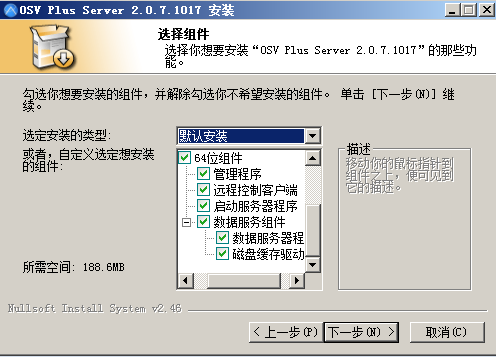 OSV Plus Server 2.0.7.1017 安装
选择组件
选择你想要安装“OSV Plus Server 2.0.7.1017”的那些功能。
勾选你想要安装的组件，并解除勾选你不希望安装的组件。 单击 [下一步(N)] 继续。
选定安装的类型:
默认安装
或者，自定义选定想安装的组件:
64位组件
管理程序
远程控制客户端
启动服务器程序
数据服务组件
数据服务器程
磁盘缓存驱动
描述
移动你的鼠标指针到组件之上，便可见到它的描述。
所需空间: 188.6MB
Nullsoft Install System v2.46
< 上一步(P)
下一步(N) >
取消(C)